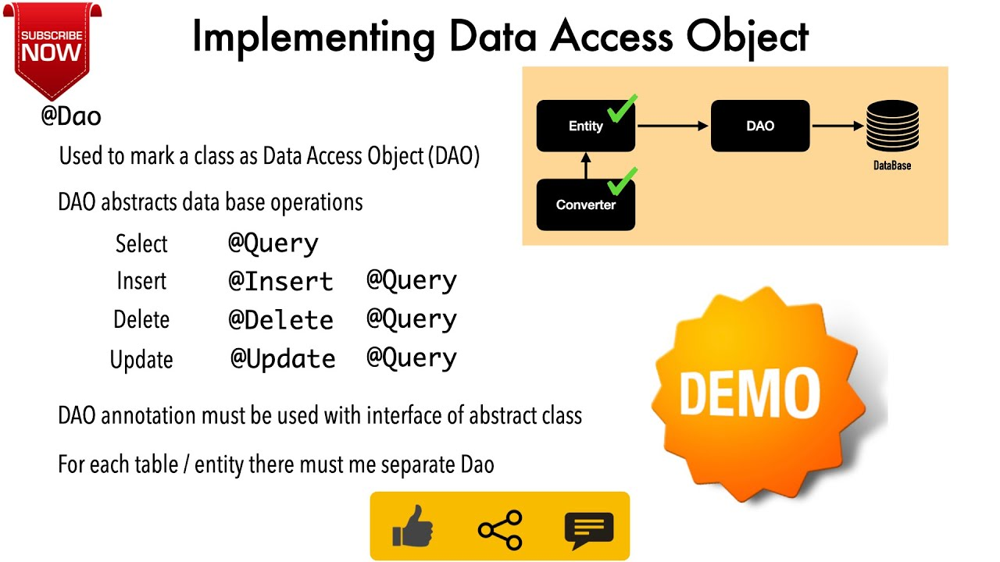 SUBSCRIBE
NOW
Implementing Data Access Object
@Dao
Used to mark a class as Data Access Object (DAO)
DAO abstracts data base operations
Select @Query
Insert @Insert @Query
Delete @Delete @Query
Update @Update @Query
DAO annotation must be used with interface of abstract class
For each table / entity there must me separate Dao
Entity
DAO
DataBase
Converter
DEMO